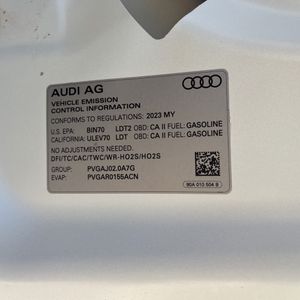 AUDI AG
VEHICLE EMISSION
CONTROL INFORMATION
CONFORMS TO REGULATIONS: 2023 MY
U.S. EPA: BIN70 LDT2 OBD: CA II FUEL: GASOLINE
CALIFORNIA: ULEV70 LDT OBD: CA II FUEL: GASOLINE
NO ADJUSTMENTS NEEDED.
DFI/TC/CAC/TWC/WR-HO2S/HO2S
GROUP: PVGAJ02.0A7G
EVAP: PVGAR0155ACN
80A 010 504 B